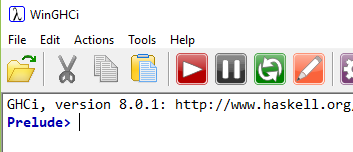 WinGHCi
File Edit Actions Tools Help
GHCi, version 8.0.1: http://www.haskell.org/
Prelude>